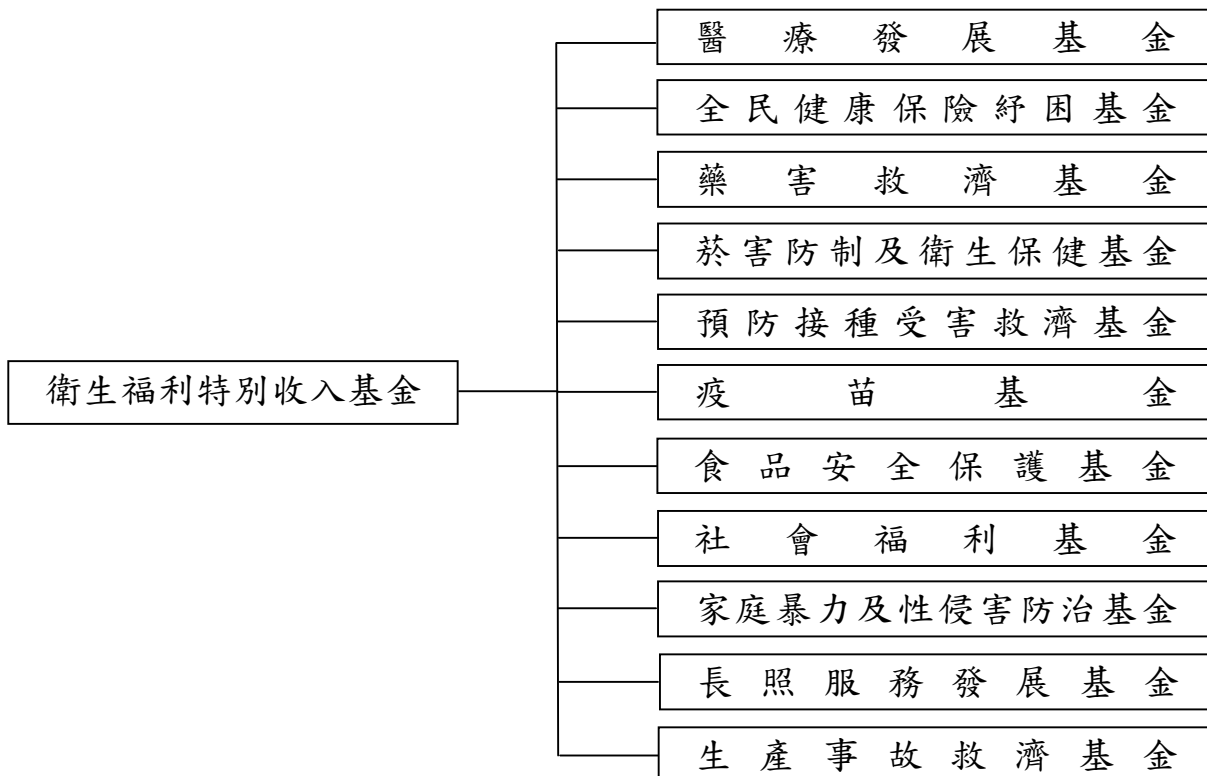 醫療發展基金
全民健康保險紓困基金
藥害救濟基金
菸害防制及衛生保健基金
預防接種受害救濟基金
衛生福利特別收入基金
疫苗基金
食品安全保護基金
社會福利基金
家庭暴力及性侵害防治基金
長照服務發展基金
生產事故救濟基金